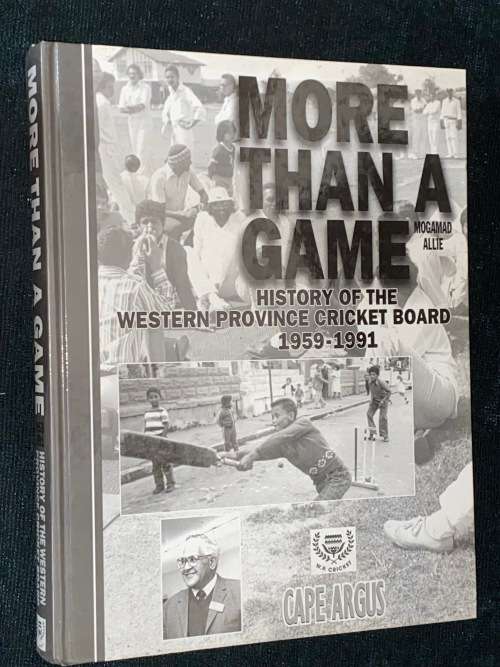 MORE
THAN A
GAME
MOGAMAD
ALLIE
HISTORY OF THE
WESTERN PROVINCE CRICKET BOARD
1959-1991
W.P. CRICKET
CAPE ARGUS
MORE THAN A GAME
HISTORY OF THE WESTERN